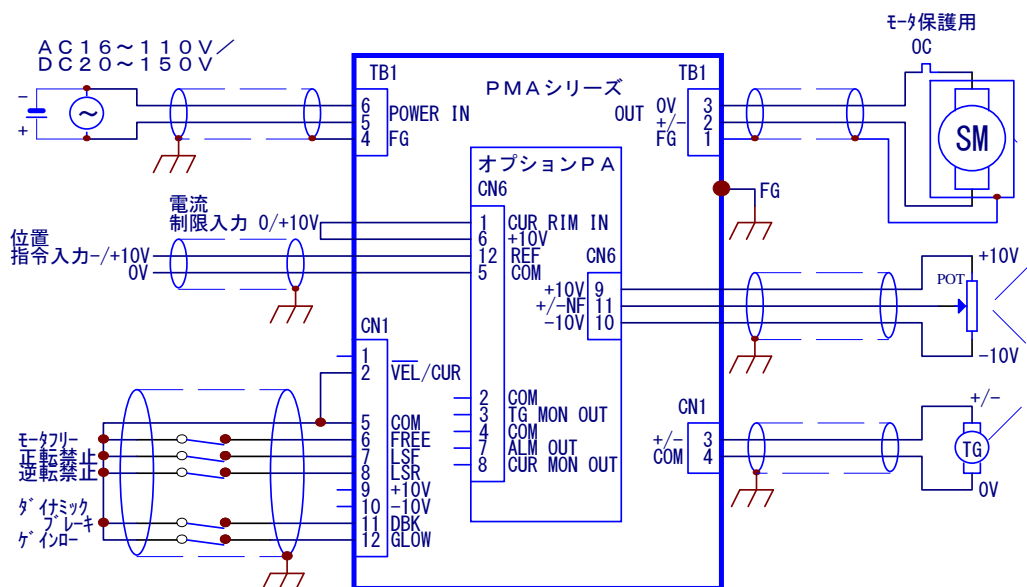 AC16～110V／
DC20～150V
－
＋
～
TB1
6
5
4
POWER IN
FG
PMAシリーズ
TB1
OUT
0V
+/-
FG
3
2
1
ﾓｰﾀ保護用
OC
SM
FG
オプションPA
CN6
1
6
12
5
CUR RIM IN
+10V
REF
COM
電流
制限入力 0/+10V
位置
指令入力-/+10V
0V
CN6
+10V
+/-NF
-10V
9
11
10
+10V
POT
-10V
2
3
4
7
8
COM
TG MON OUT
COM
ALM OUT
CUR MON OUT
CN1
1
2
VEL/CUR
5
6
7
8
9
10
11
12
COM
FREE
LSF
LSR
+10V
-10V
DBK
GLOW
ﾓｰﾀフリー
正転禁止
逆転禁止
ﾀﾞｲﾅﾐｯｸ
ﾌﾞﾚｰｷ
ｹﾞｲﾝﾛｰ
CN1
+/-
COM
3
4
+/-
TG
0V